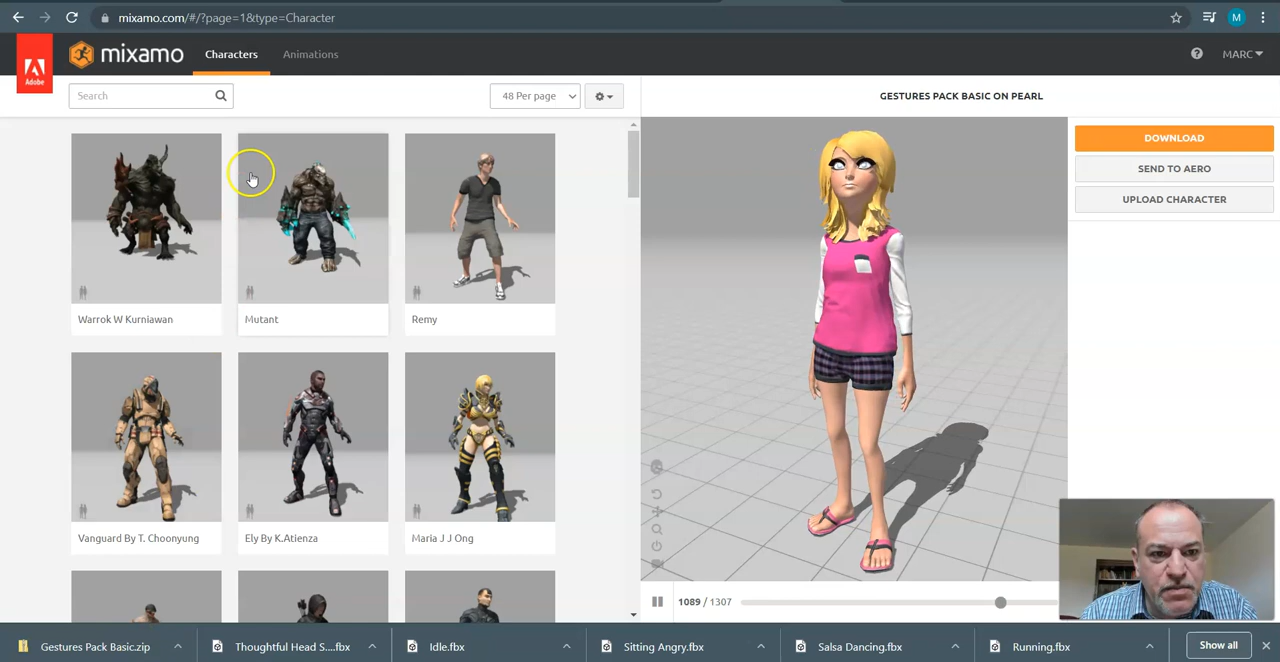 mixamo.com/#/?page=1&type=Character
M
Adobe
mixamo
Characters
Animations
MARC
Search
48 Per page
GESTURES PACK BASIC ON PEARL
DOWNLOAD
SEND TO AERO
UPLOAD CHARACTER
Warrok W Kurniawan
Mutant
Remy
Vanguard By T. Choonyung
Ely By K.Atienza
Maria J J Ong
1089 / 1307
Gestures Pack Basic.zip
Thoughtful Head S....fbx
Idle.fbx
Sitting Angry.fbx
Salsa Dancing.fbx
Running.fbx
Show all